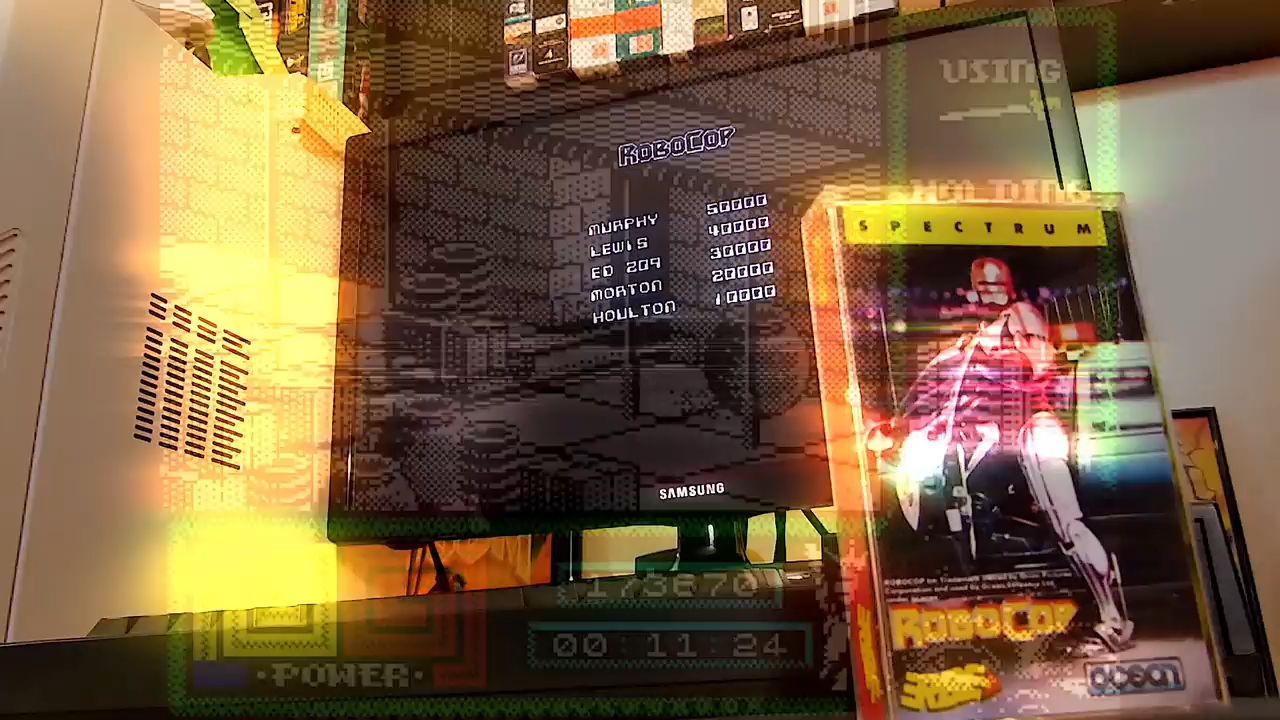 USING
ROBOCOP
MURPHY 50000
LEWIS 40000
ED 209 30000
MORTON 20000
HOULTON 10000
SAMSUNG
SPECTRUM
ROBOCOP
ocean
173670
00:11:24
·POWER·